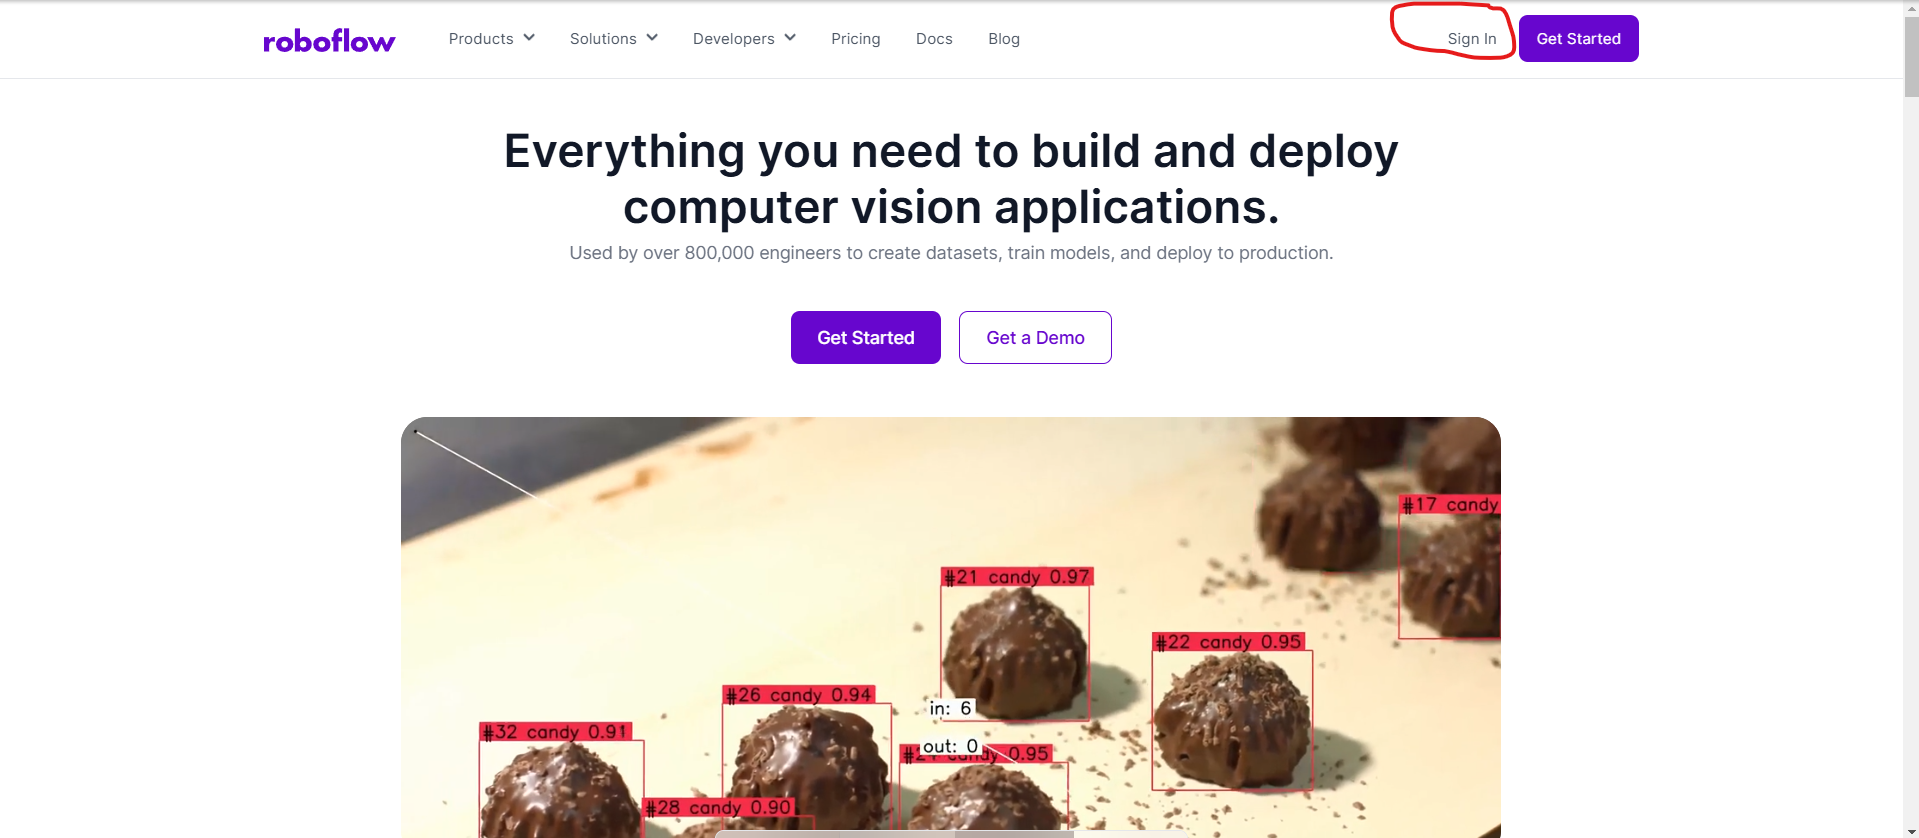 roboflow
Products
Solutions
Developers
Pricing
Docs
Blog
Sign In
Get Started
Everything you need to build and deploy
computer vision applications.
Used by over 800,000 engineers to create datasets, train models, and deploy to production.
Get Started
Get a Demo
#17 candy
#21 candy 0.97
#22 candy 0.95
#26 candy 0.94
in: 6
#32 candy 0.91
out: 0
candy 0.95
#28 candy 0.90